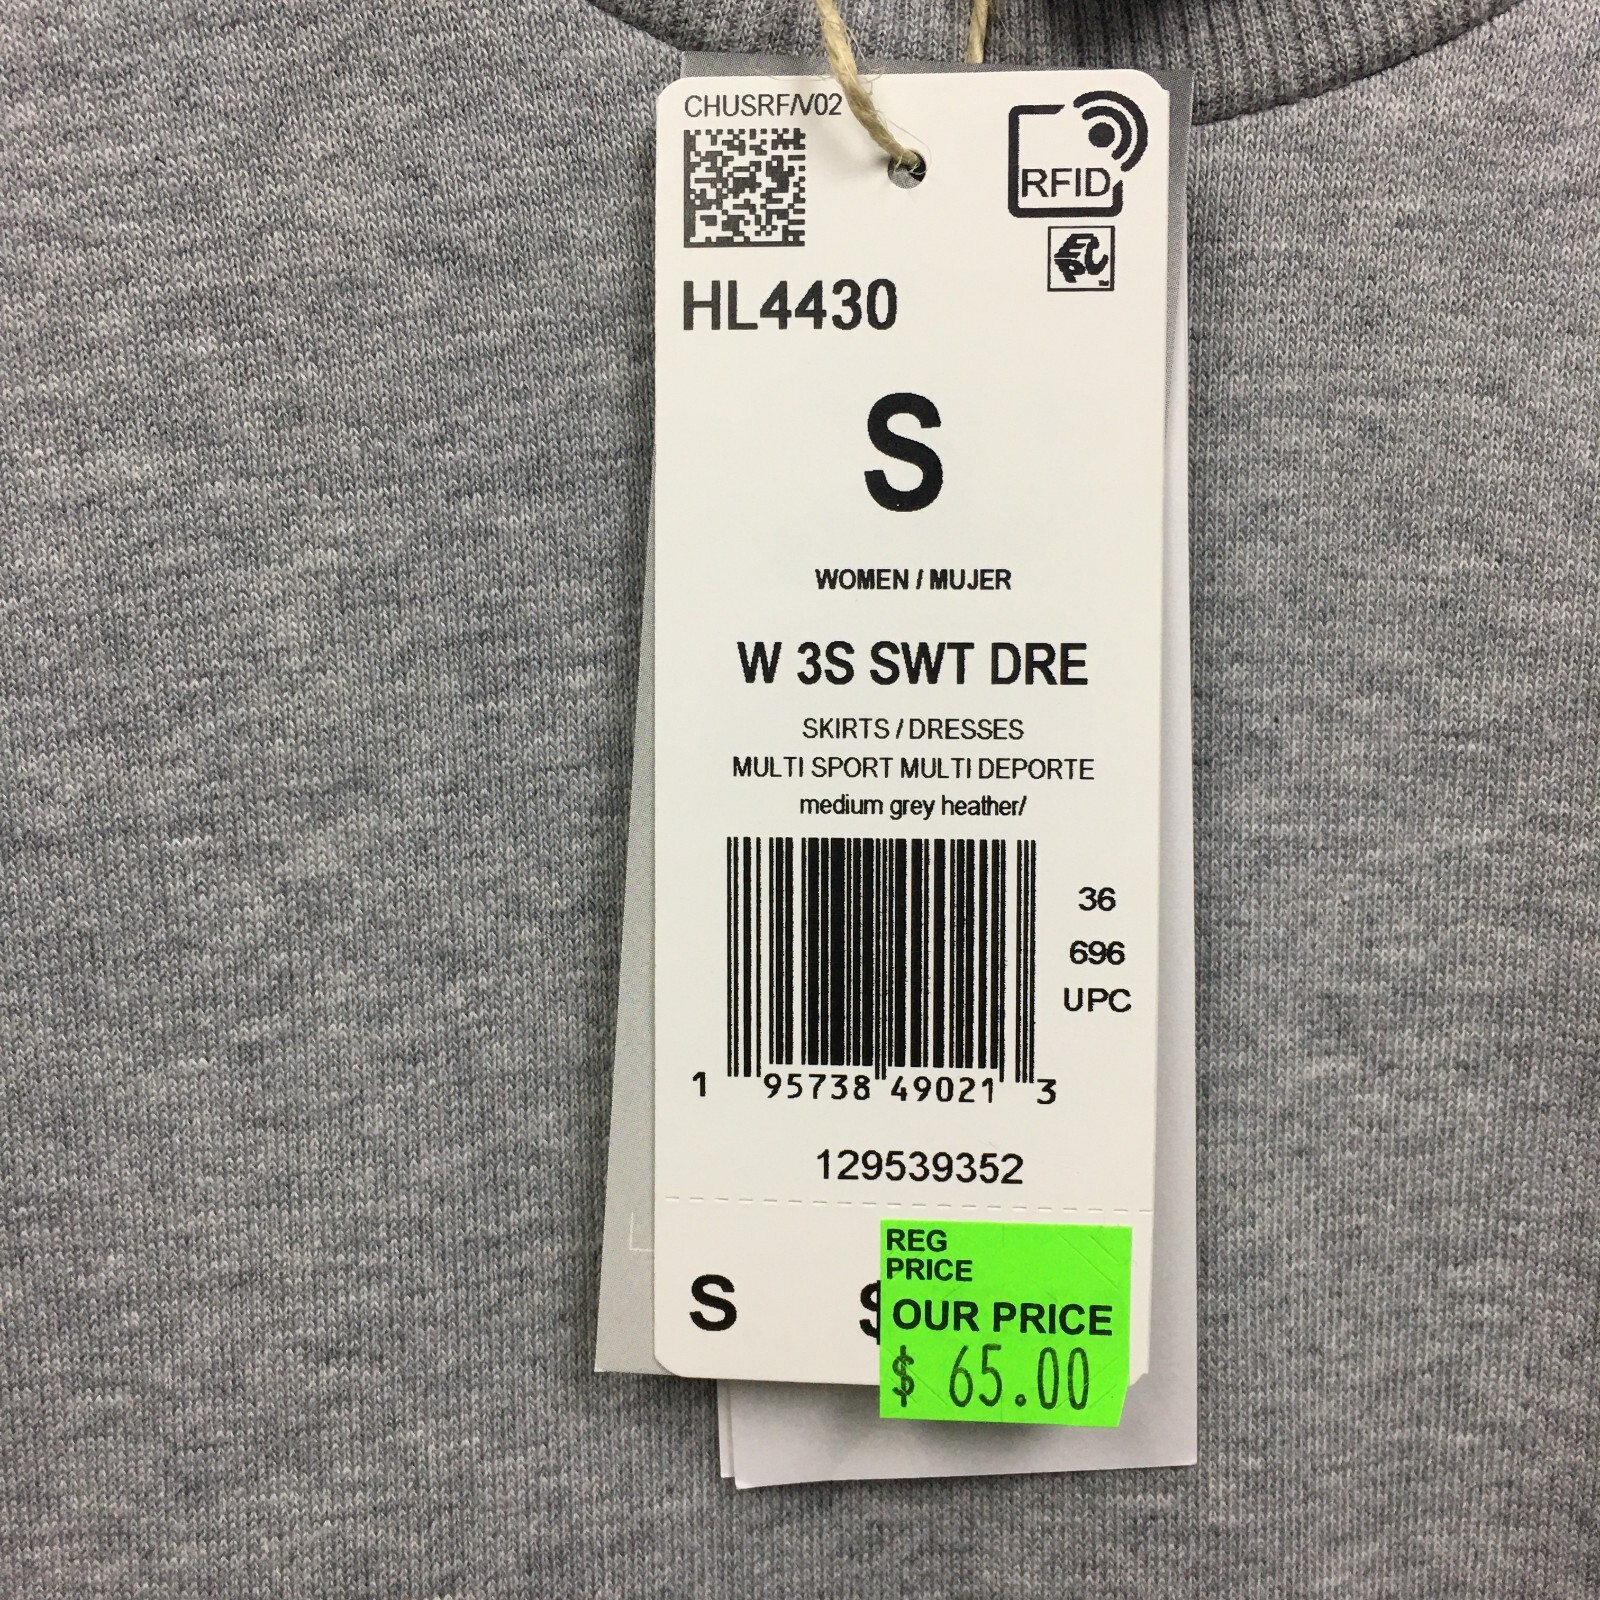 CHUSRF/V02
RFID
EPC
HL4430
S
WOMEN / MUJER
W 3S SWT DRE
SKIRTS / DRESSES
MULTI SPORT MULTI DEPORTE
medium grey heather/
36
696
UPC
1 95738 49021 3
129539352
S
REG
PRICE
OUR PRICE
$ 65.00